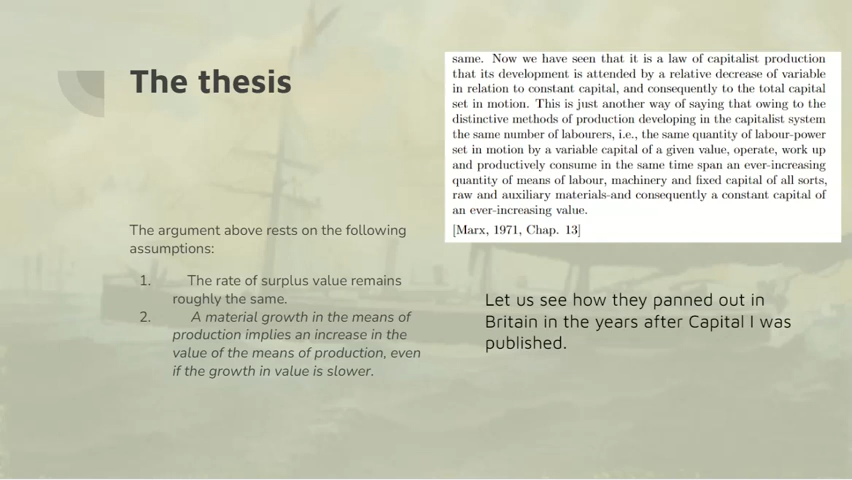 The thesis
The argument above rests on the following
assumptions:
1. The rate of surplus value remains
roughly the same.
2. A material growth in the means of
production implies an increase in the
value of the means of production, even
if the growth in value is slower.
same. Now we have seen that it is a law of capitalist production
that its development is attended by a relative decrease of variable
in relation to constant capital, and consequently to the total capital
set in motion. This is just another way of saying that owing to the
distinctive methods of production developing in the capitalist system
the same number of labourers, i.e., the same quantity of labour-power
set in motion by a variable capital of a given value, operate, work up
and productively consume in the same time span an ever-increasing
quantity of means of labour, machinery and fixed capital of all sorts,
raw and auxiliary materials-and consequently a constant capital of
an ever-increasing value.
[Marx, 1971, Chap. 13]
Let us see how they panned out in
Britain in the years after Capital I was
published.